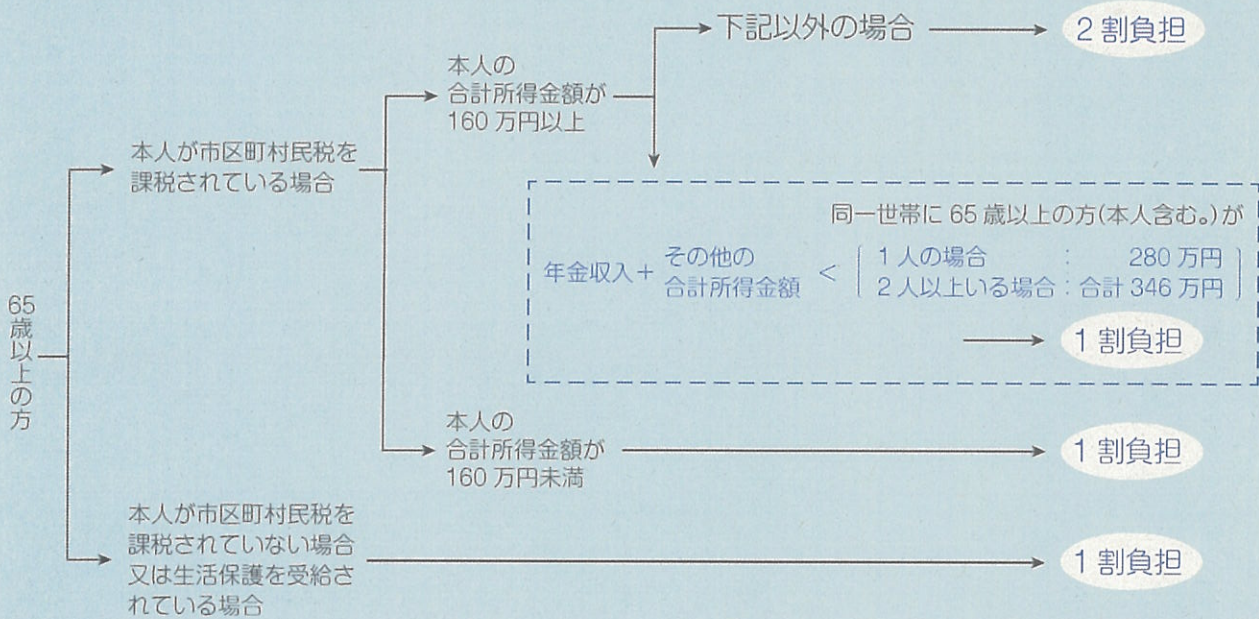 65歳以上の方
本人が市区町村民税を
課税されている場合
本人の
合計所得金額が
160万円以上
下記以外の場合
2割負担
同一世帯に65歳以上の方(本人含む。)が
年金収入+その他の合計所得金額 <
1人の場合 : 280万円
2人以上いる場合:合計346万円
1割負担
本人の
合計所得金額が
160万円未満
1割負担
本人が市区町村民税を
課税されていない場合
又は生活保護を受給さ
れている場合
1割負担